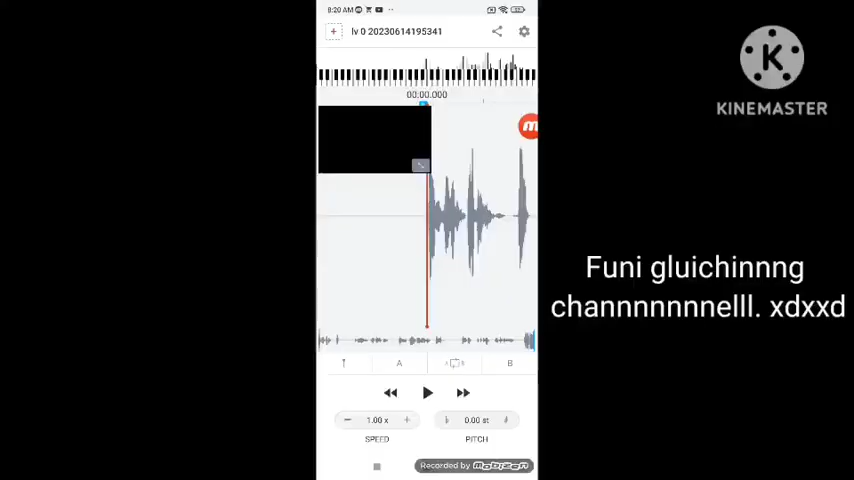 8:20 AM
lv 0 20230614195341
00:00.000
KINEMASTER
Funi gluichinnng
channnnnnnelll. xdxxd
A
B
1.00 x
0.00 st
SPEED
PITCH
Recorded by mobizen